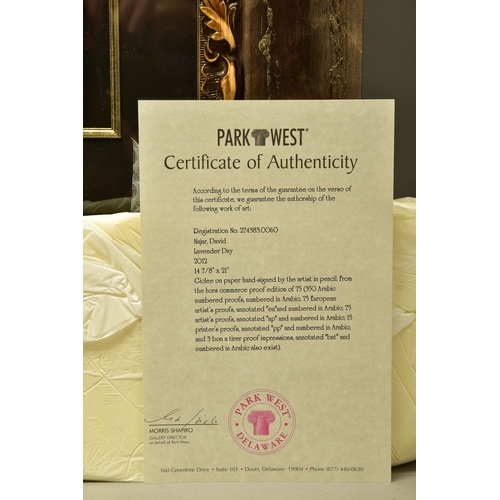 PARK WEST®
Certificate of Authenticity
According to the terms of the guarantee on the verso of
this certificate, we guarantee the authorship of the
following work of art:
Registration No. 274383.0060
Najar, David
Lavender Day
2012
14 7/8" x 21"
Giclee on paper hand-signed by the artist in pencil. From
the hors commerce proof edition of 75 (350 Arabic
numbered proofs, numbered in Arabic; 75 European
artist's proofs, annotated "ea"and numbered in Arabic; 75
artist's proofs, annotated "ap" and numbered in Arabic; 15
printer's proofs, annotated "pp" and numbered in Arabic;
and 3 bon a tirer proof impressions, annotated "bat" and
numbered in Arabic also exist).
MORRIS SHAPIRO
GALLERY DIRECTOR
on behalf of Park West
PARK WEST
DELAWARE
160 Greentree Drive • Suite 101 • Dover, Delaware 19904 • Phone (877) 440-0630